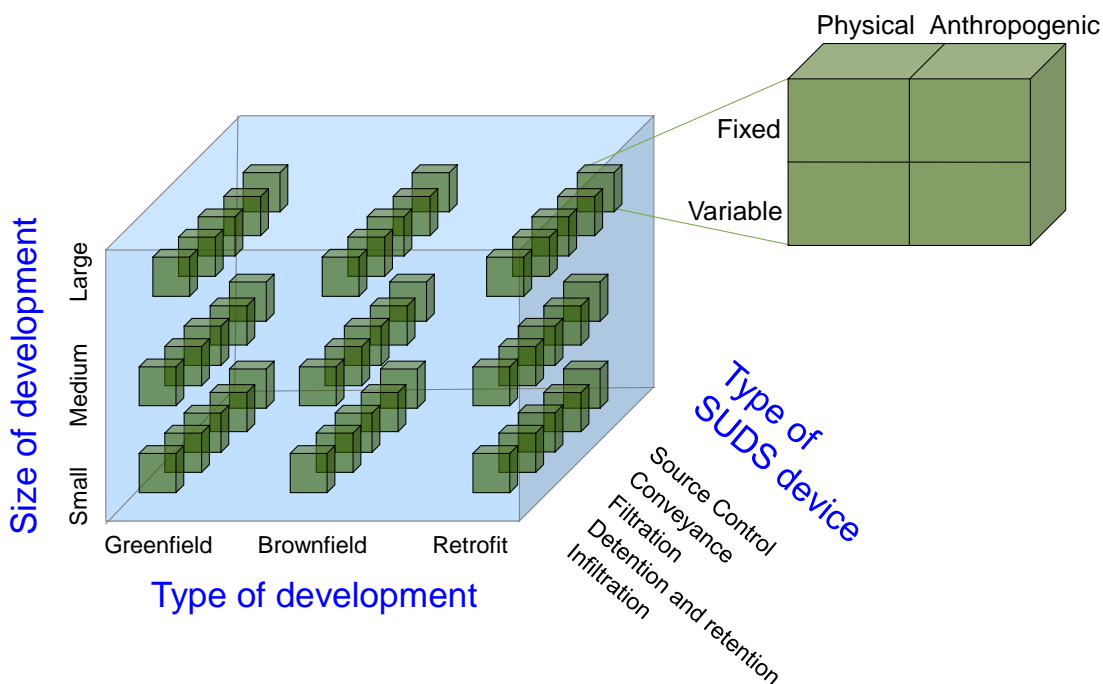 Physical Anthropogenic
Fixed
Variable
Size of development
Large
Medium
Small
Greenfield Brownfield Retrofit
Type of development
Type of
SUDS device
Source Control
Conveyance
Filtration
Detention and retention
Infiltration